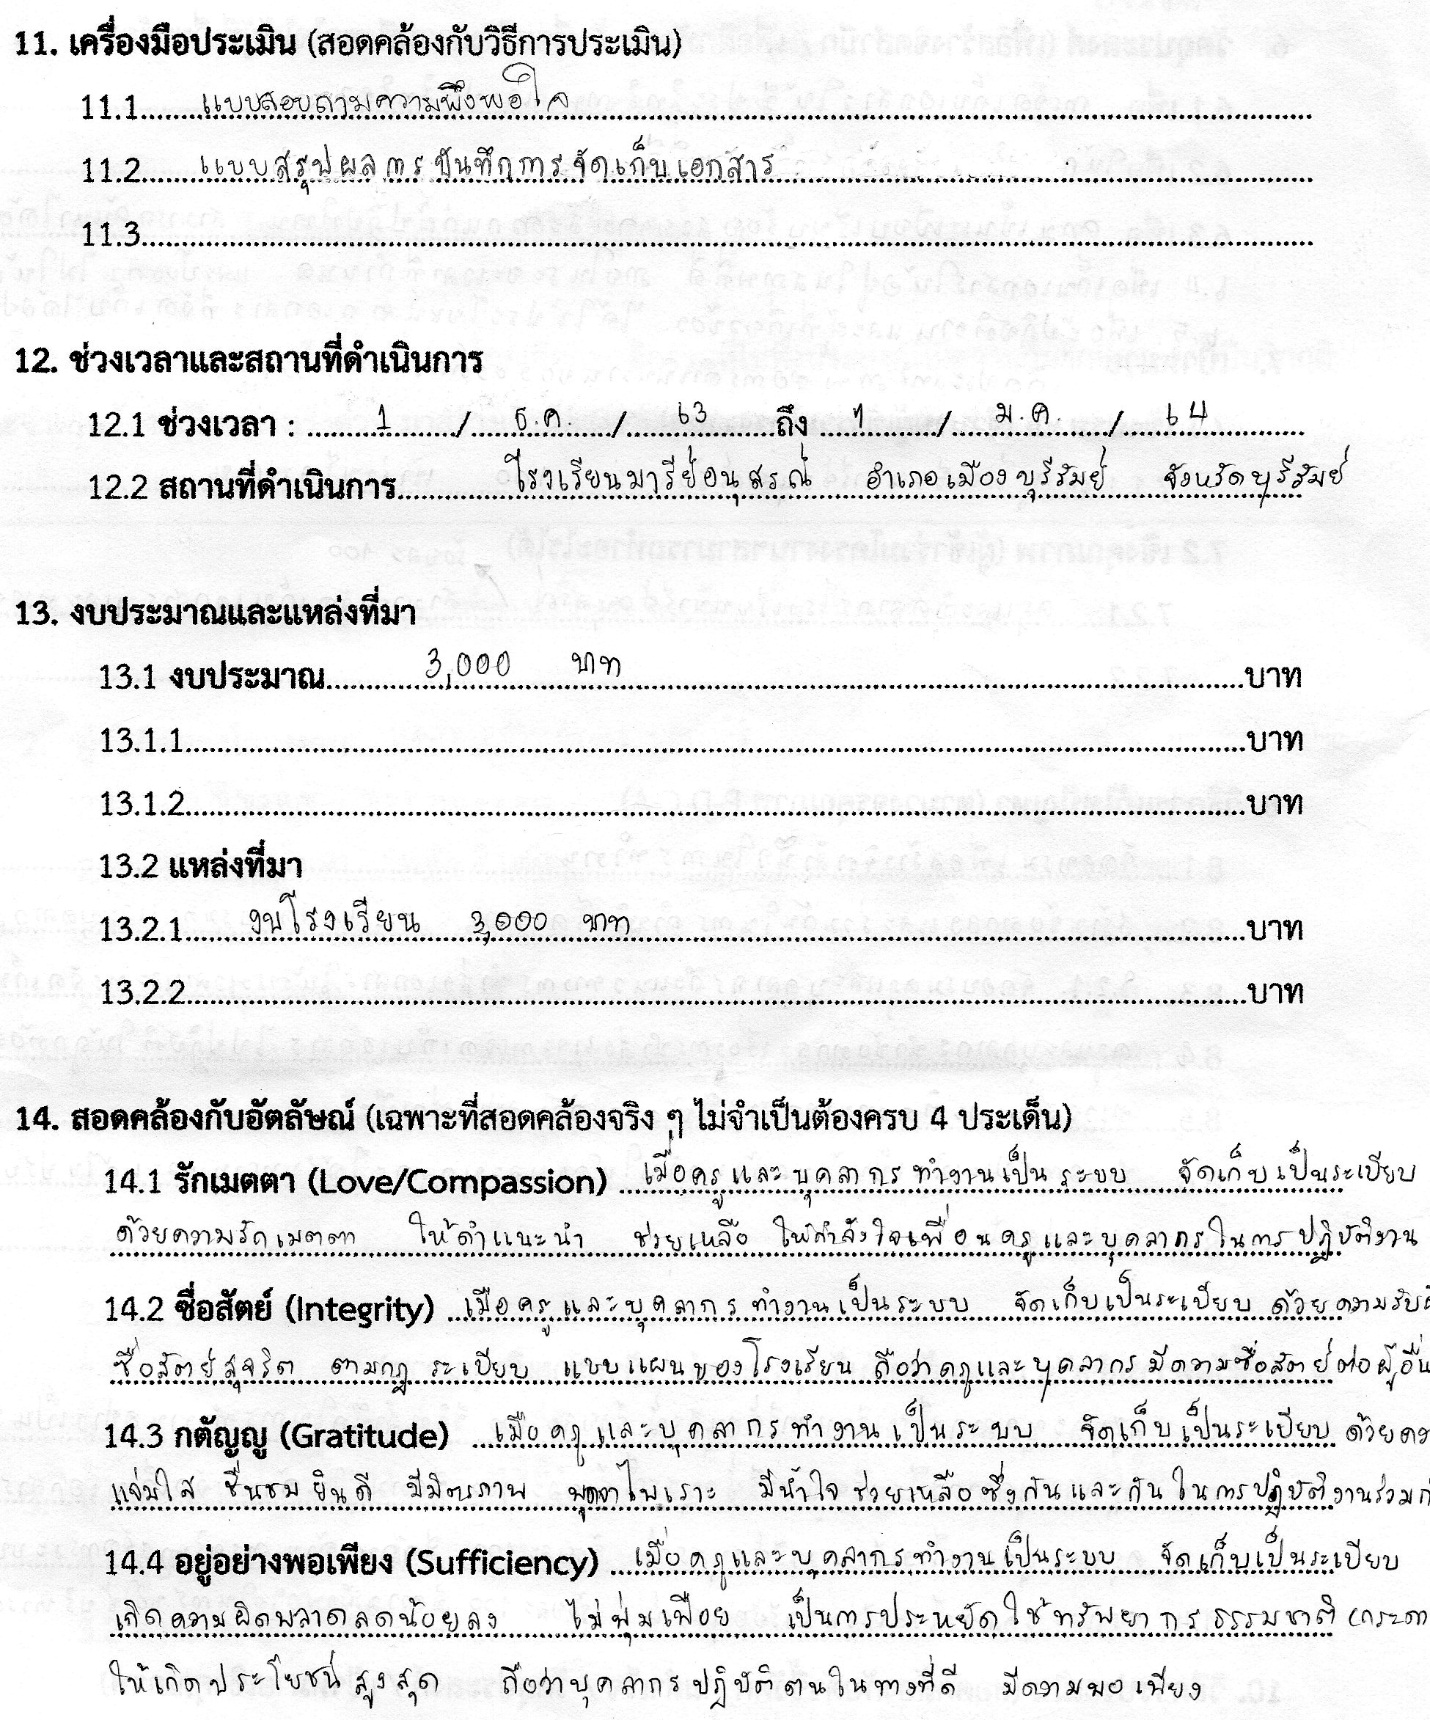 11. เครื่องมือประเมิน (สอดคล้องกับวิธีการประเมิน)
11.1 แบบสอบถามความพึงพอใจ
11.2 แบบสรุปผลการบันทึกการจัดเก็บเอกสาร
11.3
12. ช่วงเวลาและสถานที่ดำเนินการ
12.1 ช่วงเวลา : 1 / ธ.ค. / 63 ถึง 1 / ม.ค. / 64
12.2 สถานที่ดำเนินการ โรงเรียนมารีย์อนุสรณ์ อำเภอเมืองบุรีรัมย์ จังหวัดบุรีรัมย์
13. งบประมาณและแหล่งที่มา
13.1 งบประมาณ 3,000 บาท บาท
13.1.1 บาท
13.1.2 บาท
13.2 แหล่งที่มา
13.2.1 งบโรงเรียน 3,000 บาท บาท
13.2.2 บาท
14. สอดคล้องกับอัตลัษณ์ (เฉพาะที่สอดคล้องจริง ๆ ไม่จำเป็นต้องครบ 4 ประเด็น)
14.1 รักเมตตา (Love/Compassion) เมื่อครูและบุคลากรทำงานเป็นระบบ จัดเก็บเป็นระเบียบ
ด้วยความรักเมตตา ให้คำแนะนำ ช่วยเหลือ ให้กำลังใจเพื่อนครูและบุคลากรในการปฏิบัติงาน
14.2 ซื่อสัตย์ (Integrity) เมื่อครูและบุคลากรทำงานเป็นระบบ จัดเก็บเป็นระเบียบ ด้วยความรับ
ซื่อสัตย์สุจริต ตามกฎ ระเบียบ แบบแผนของโรงเรียน ถือว่าครูและบุคลากรมีความซื่อสัตย์ต่อผู้อื่น
14.3 กตัญญู (Gratitude) เมื่อครูและบุคลากรทำงานเป็นระบบ จัดเก็บเป็นระเบียบ ด้วยคว
แจ่มใส ชื่นชมยินดี มีมิตรภาพ พูดจาไพเราะ มีน้ำใจช่วยเหลือซึ่งกันและกันในการปฏิบัติงานร่วมก
14.4 อยู่อย่างพอเพียง (Sufficiency) เมื่อครูและบุคลากรทำงานเป็นระบบ จัดเก็บเป็นระเบียบ
เกิดความผิดพลาดลดน้อยลง ไม่ฟุ่มเฟือย เป็นการประหยัดใช้ทรัพยากรธรรมชาติ (กระดา
ให้เกิดประโยชน์สูงสุด ถือว่าบุคลากรปฏิบัติตนในทางที่ดี มีความพอเพียง